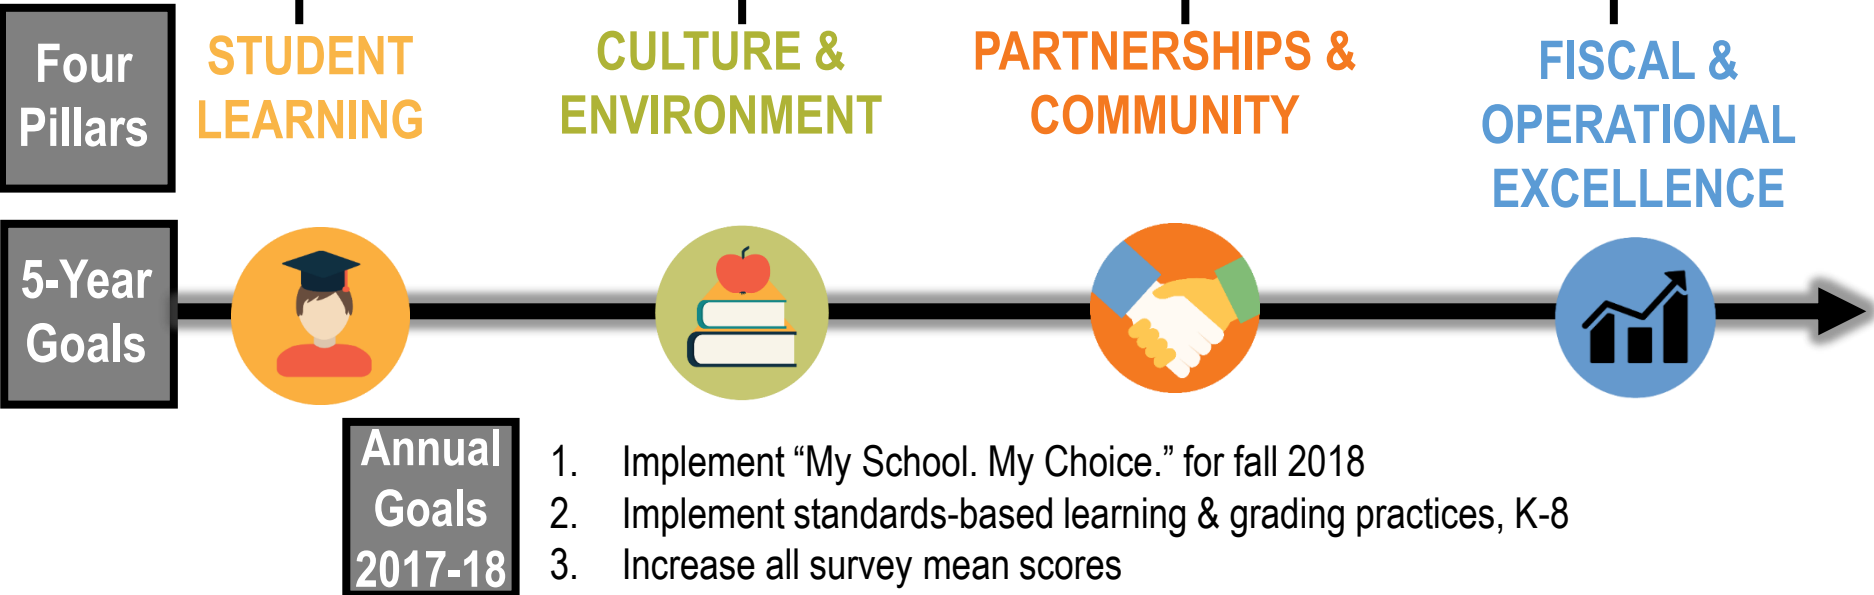 Four
Pillars
STUDENT
LEARNING
CULTURE &
ENVIRONMENT
PARTNERSHIPS &
COMMUNITY
FISCAL &
OPERATIONAL
EXCELLENCE
5-Year
Goals
Annual
Goals
2017-18
1. Implement “My School. My Choice.” for fall 2018
2. Implement standards-based learning & grading practices, K-8
3. Increase all survey mean scores